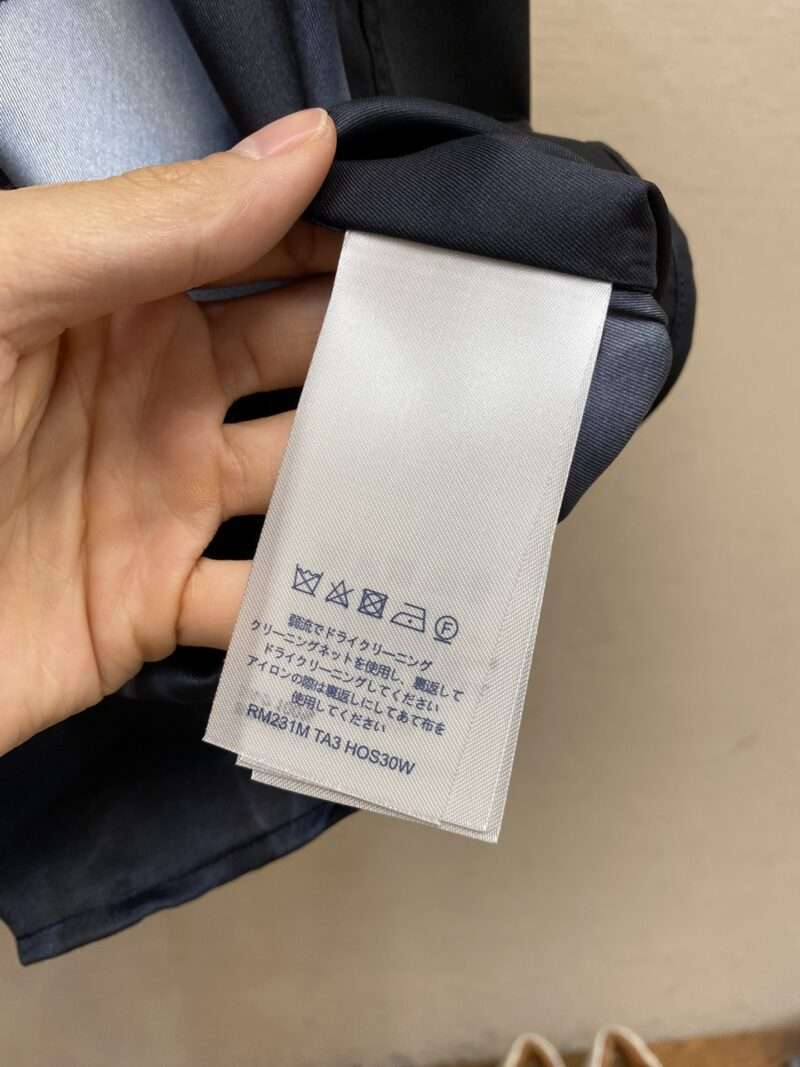 F
弱流でドライクリーニング
クリーニングネットを使用し、裏返して
ドライクリーニングしてください
アイロンの際は裏返しにしてあて布を
使用してください
RM231M TA3 HOS30W